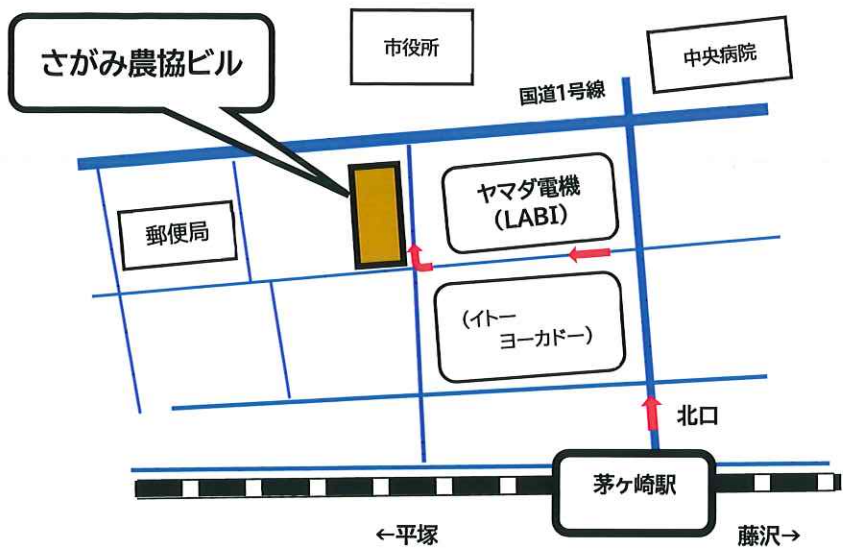 さがみ農協ビル
市役所
中央病院
国道1号線
ヤマダ電機
(LABI)
郵便局
(イトー
ヨーカドー)
北口
茅ヶ崎駅
←平塚
藤沢→